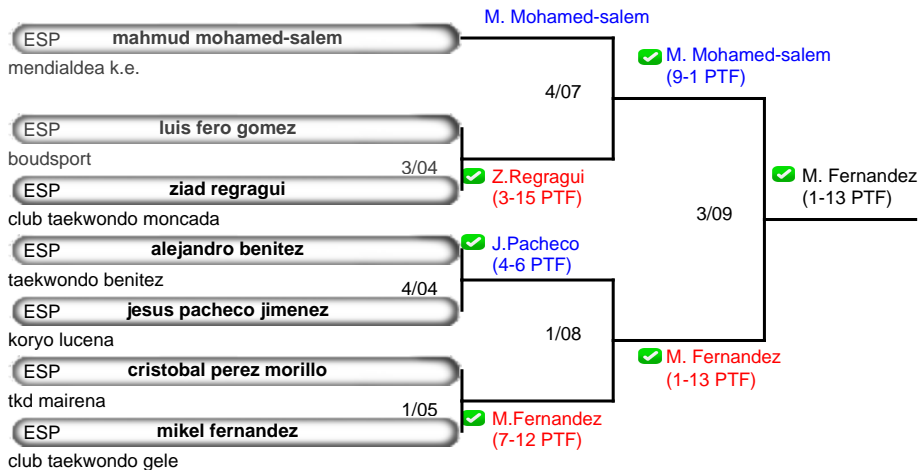 M. Mohamed-salem
ESP mahmud mohamed-salem
mendialdea k.e.
M. Mohamed-salem
(9-1 PTF)
4/07
ESP luis fero gomez
boudsport
3/04
Z.Regragui
(3-15 PTF)
ESP ziad regragui
club taekwondo moncada
M. Fernandez
(1-13 PTF)
3/09
ESP alejandro benitez
taekwondo benitez
J.Pacheco
(4-6 PTF)
4/04
ESP jesus pacheco jimenez
koryo lucena
1/08
M. Fernandez
(1-13 PTF)
ESP cristobal perez morillo
tkd mairena
1/05
M.Fernandez
(7-12 PTF)
ESP mikel fernandez
club taekwondo gele